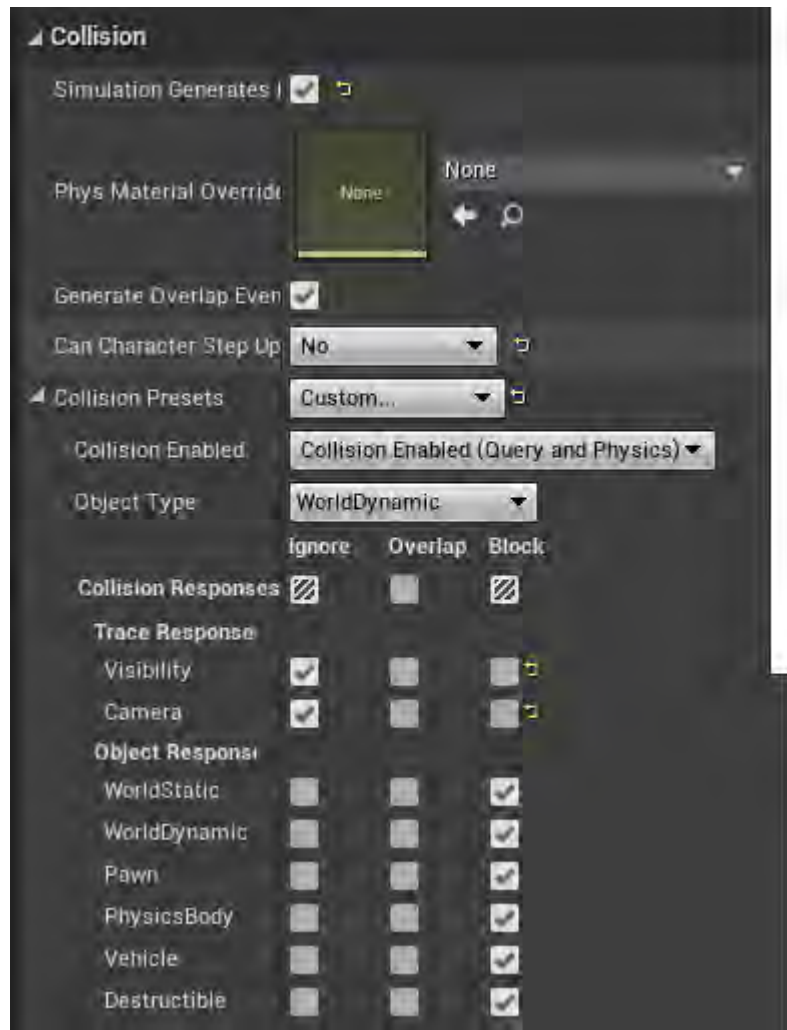 Collision
Simulation Generates
None
Phys Material Override
None
Generate Overlap Even
Can Character Step Up
No
Collision Presets
Custom...
Collision Enabled
Collision Enabled (Query and Physics)
Object Type
WorldDynamic
Ignore Overlap Block
Collision Responses
Trace Response
Visibility
Camera
Object Respons
WorldStatic
WorldDynamic
Pawn
PhysicsBody
Vehicle
Destructible